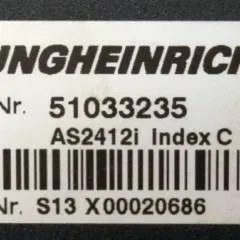 UNGHEINRICH
Nr. 51033235
AS2412i Index C
Nr. S13 X00020686